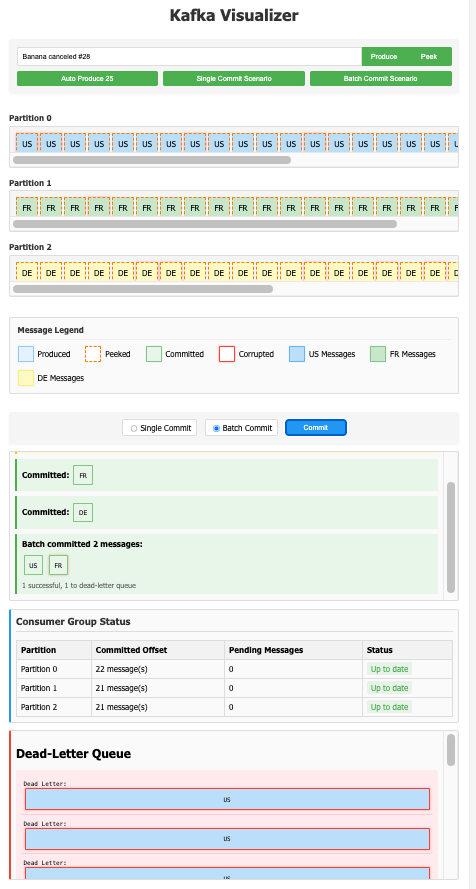 Kafka Visualizer
Banana canceled #28 Produce Peek
Auto Produce 25 Single Commit Scenario Batch Commit Scenario
Partition 0
US US US US US US US US US US US US US US US US US US
Partition 1
FR FR FR FR FR FR FR FR FR FR FR FR FR FR FR FR FR FR
Partition 2
DE DE DE DE DE DE DE DE DE DE DE DE DE DE DE DE DE DE
Message Legend
Produced Peeked Committed Corrupted US Messages FR Messages
DE Messages
Single Commit Batch Commit Commit
Committed: FR
Committed: DE
Batch committed 2 messages:
US FR
1 successful, 1 to dead-letter queue
Consumer Group Status
Partition Committed Offset Pending Messages Status
Partition 0 22 message(s) 0 Up to date
Partition 1 21 message(s) 0 Up to date
Partition 2 21 message(s) 0 Up to date
Dead-Letter Queue
Dead Letter:
US
Dead Letter:
US
Dead Letter:
US